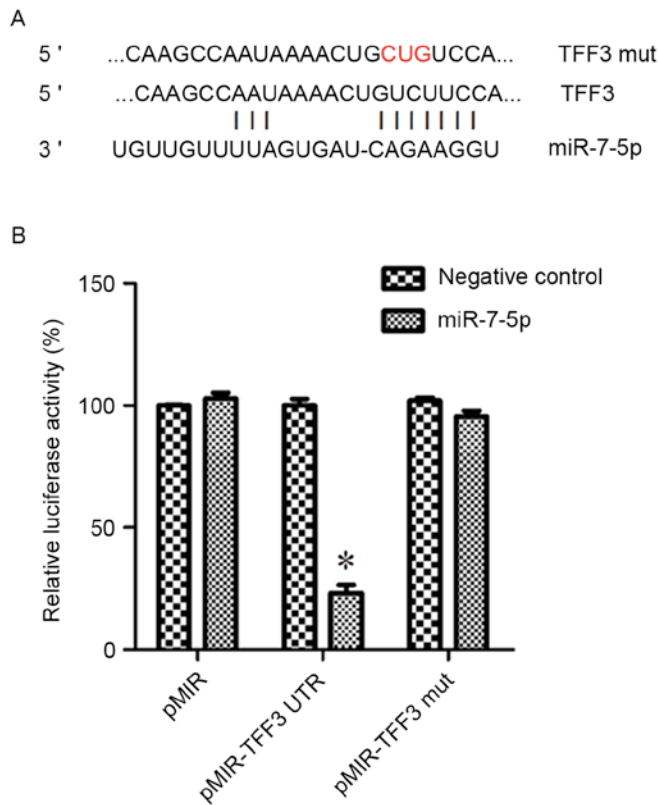 A
5 ' ...CAAGCCAAUAAAACUGCUGUCCA... TFF3 mut
5 ' ...CAAGCCAAUAAAACUGUCUUCCA... TFF3
3 ' UGUUGUUUUAGUGAU-CAGAAGGU miR-7-5p
B
Relative luciferase activity (%)
150
100
50
0
Negative control
miR-7-5p
*
pMIR
pMIR-TFF3 UTR
pMIR-TFF3 mut